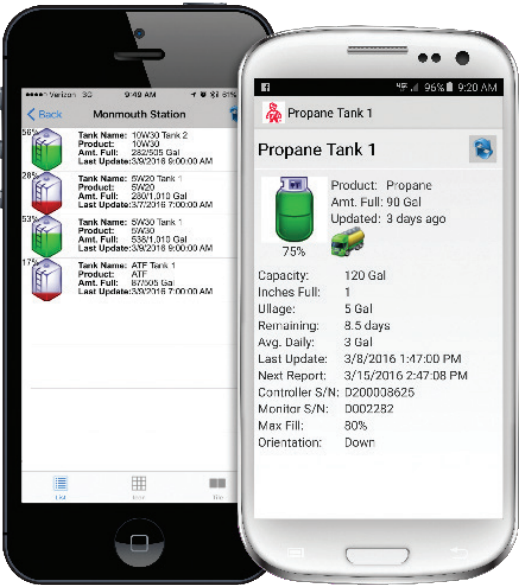 Verizon 3G 9:49 AM 61%
Back Monmouth Station
56%
Tank Name: 10W30 Tank 2
Product: 10W30
Amt. Full: 282/505 Gal
Last Update:3/9/2016 9:00:00 AM
28%
Tank Name: 5W20 Tank 1
Product: 5W20
Amt. Full: 280/1,010 Gal
Last Update:3/7/2016 7:00:00 AM
53%
Tank Name: 5W30 Tank 1
Product: 5W30
Amt. Full: 538/1,010 Gal
Last Update:3/9/2016 9:00:00 AM
17%
Tank Name: ATF Tank 1
Product: ATF
Amt. Full: 87/505 Gal
Last Update:3/9/2016 7:00:00 AM
List
96% 9:20 AM
Propane Tank 1
Propane Tank 1
Product: Propane
Amt. Full: 90 Gal
Updated: 3 days ago
75%
Capacity: 120 Gal
Inches Full: 1
Ullage: 5 Gal
Remaining: 8.5 days
Avg. Daily: 3 Gal
Last Update: 3/8/2016 1:47:00 PM
Next Report: 3/15/2016 2:47:08 PM
Controller S/N: D200008625
Monitor S/N: D002282
Max Fill: 80%
Orientation: Down